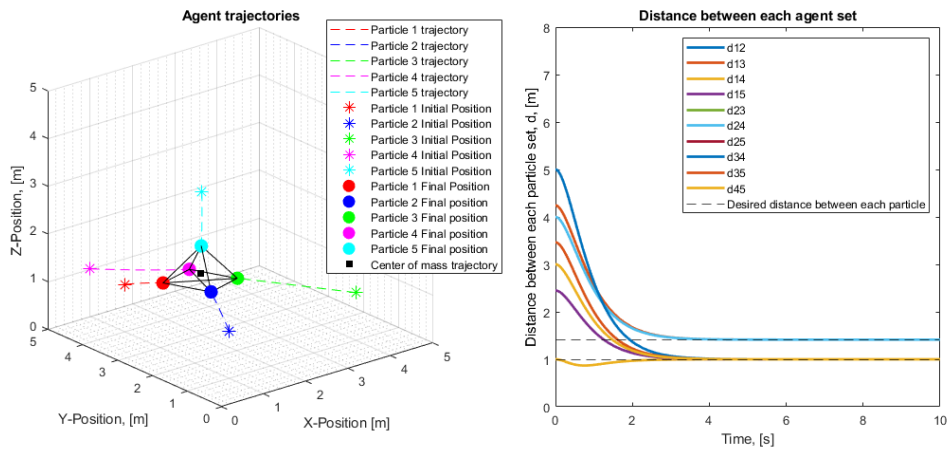 Agent trajectories
Z-Position, [m]
5
4
3
2
1
0
5
4
3
2
1
0
Y-Position, [m]
0
1
2
3
4
5
X-Position [m]
Particle 1 trajectory
Particle 2 trajectory
Particle 3 trajectory
Particle 4 trajectory
Particle 5 trajectory
Particle 1 Initial Position
Particle 2 Initial Position
Particle 3 Initial Position
Particle 4 Initial Position
Particle 5 Initial Position
Particle 1 Final Position
Particle 2 Final position
Particle 3 Final position
Particle 4 Final position
Particle 5 Final position
Center of mass trajectory
Distance between each agent set
Distance between each particle set, d, [m]
8
7
6
5
4
3
2
1
0
0
2
4
6
8
10
Time, [s]
d12
d13
d14
d15
d23
d24
d25
d34
d35
d45
Desired distance between each particle